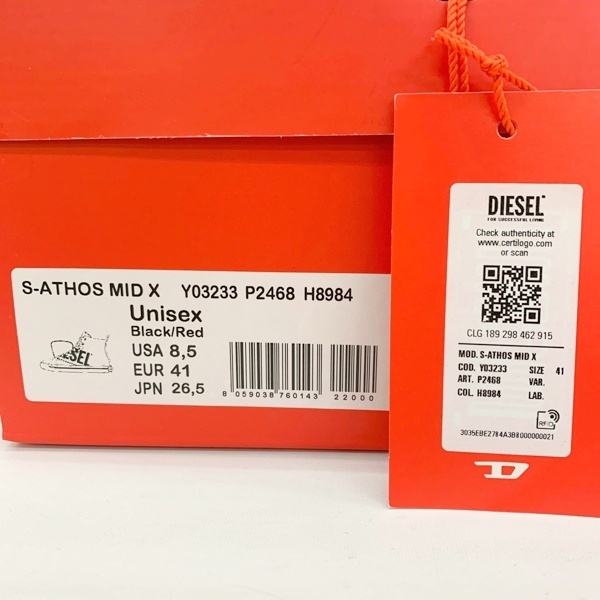 S-ATHOS MID X Y03233 P2468 H8984
Unisex
Black/Red
USA 8,5
EUR 41
JPN 26,5
SEL
8 059038 760143 22000
DIESEL
FOR SUCCESSFUL LIVING
Check authenticity at
www.certilogo.com
or scan
CLG 189 298 462 915
MOD. S-ATHOS MID X
COD. Y03233 SIZE 41
ART. P2468 VAR.
COL. H8984 LAB.
RFID
3035EBE2784A3B8000000021
D